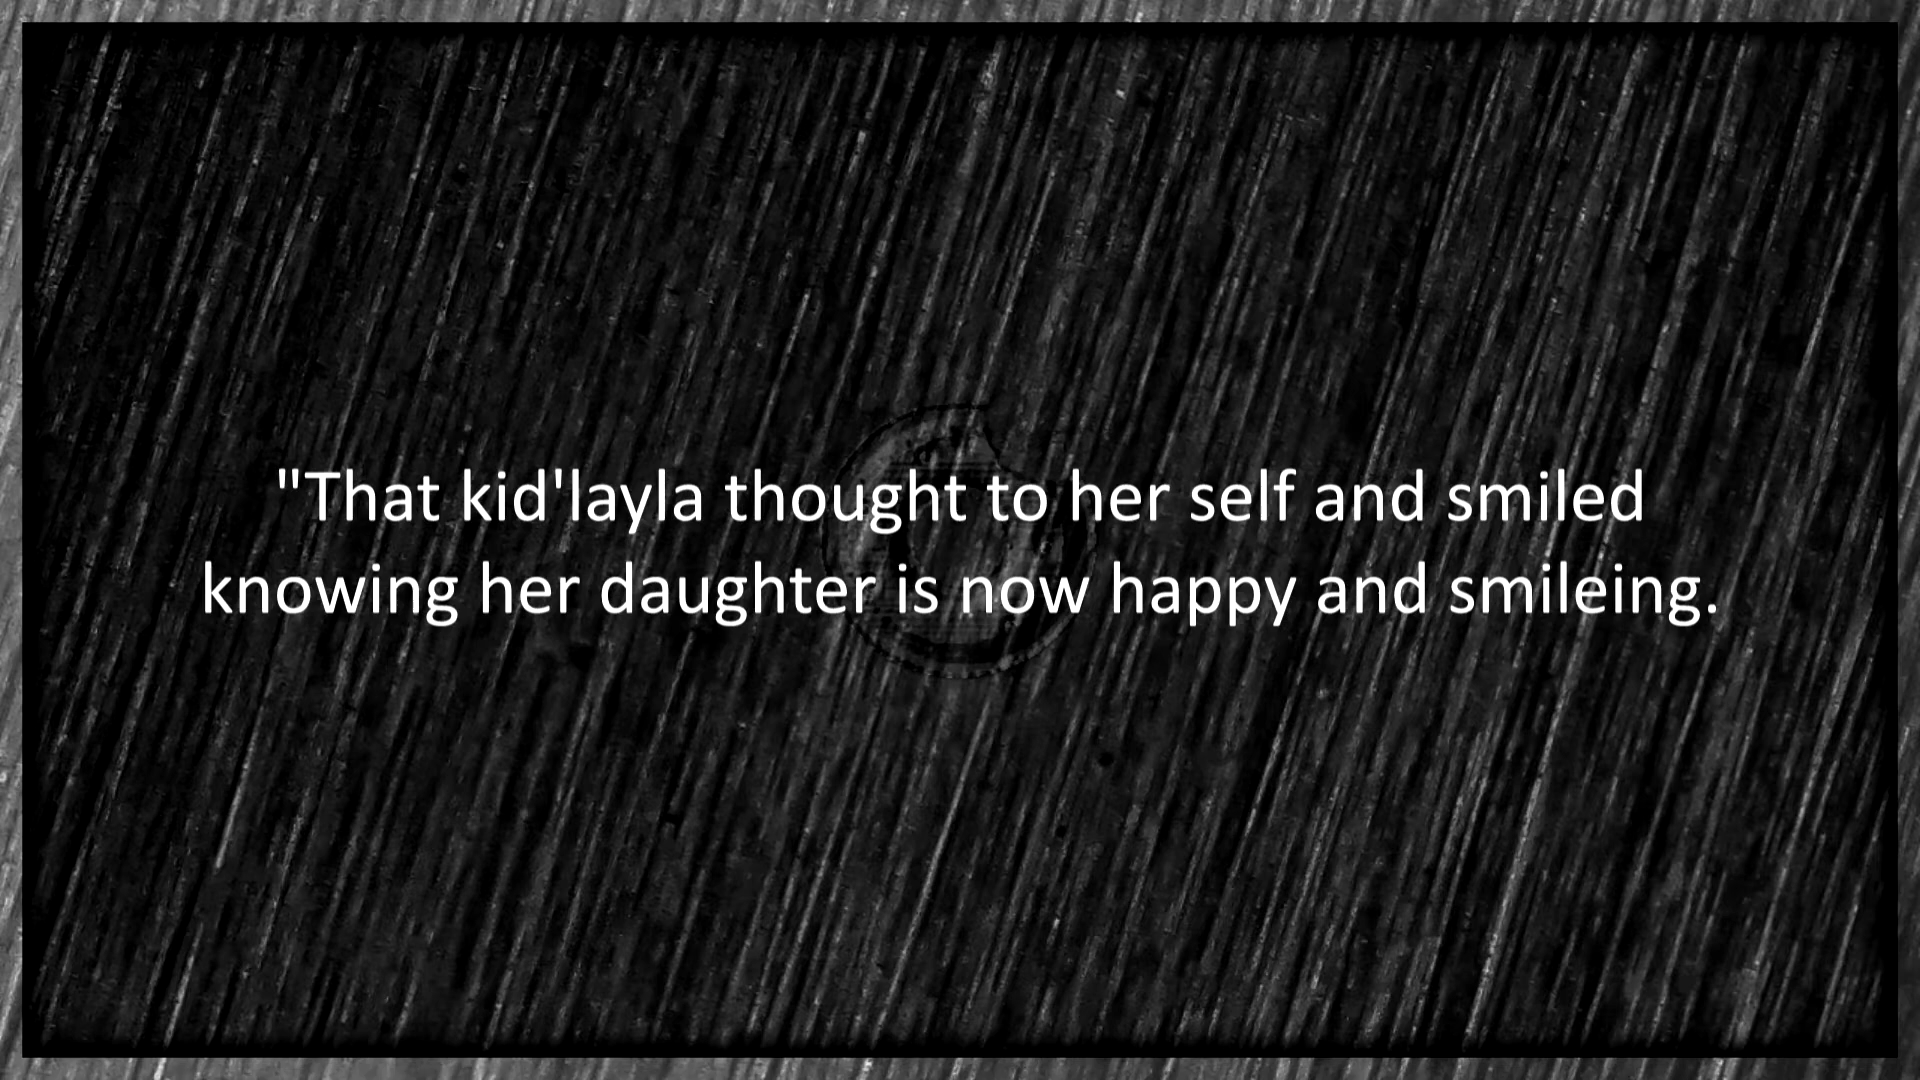 "That kid'layla thought to her self and smiled
knowing her daughter is now happy and smileing.